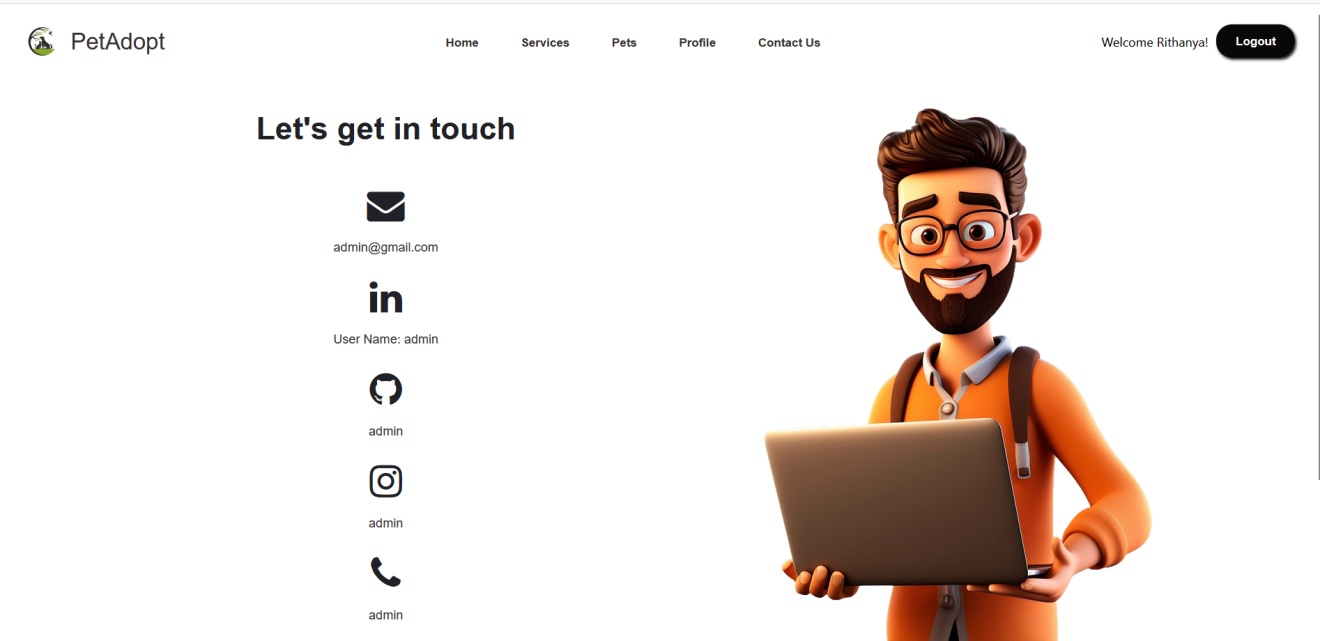 PetAdopt
Home Services Pets Profile Contact Us
Welcome Rithanya! Logout
Let's get in touch
admin@gmail.com
in
User Name: admin
admin
admin
admin